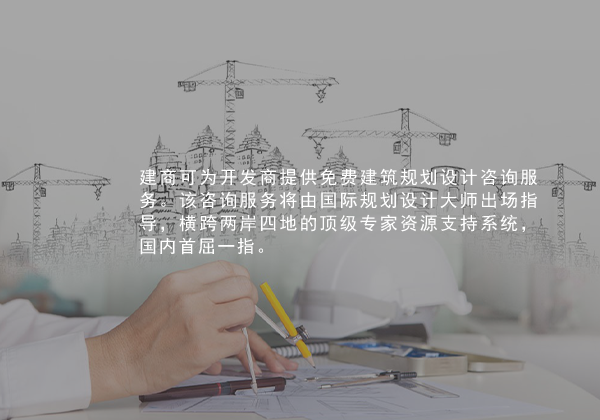 建商可为开发商提供免费建筑规划设计咨询服
务。该咨询服务将由国际规划设计大师出场指
导，横跨两岸四地的顶级专家资源支持系统，
国内首屈一指。